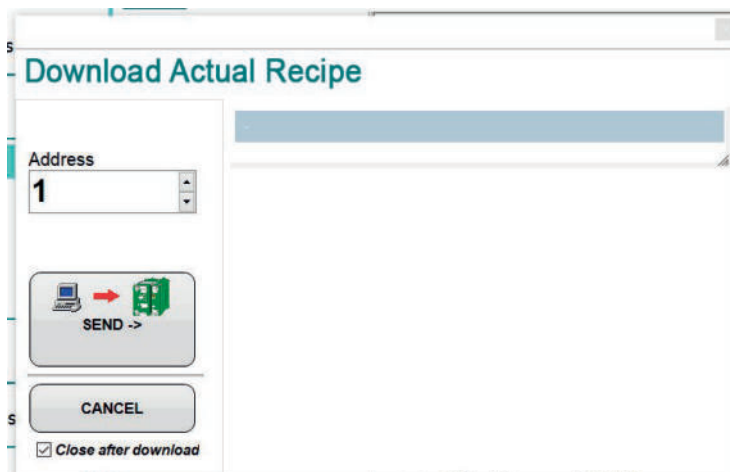 Download Actual Recipe
Address
1
SEND ->
CANCEL
Close after download